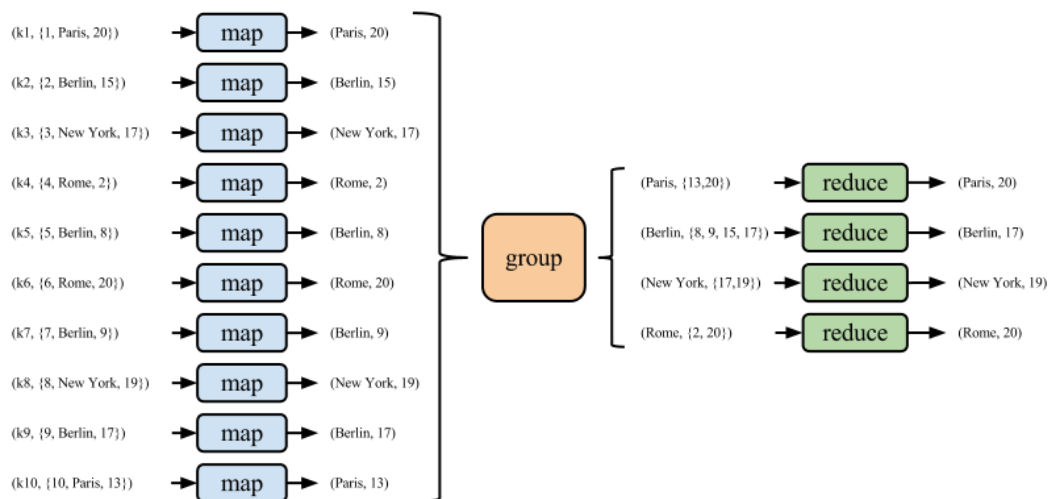 (k1, {1, Paris, 20}) map (Paris, 20)
(k2, {2, Berlin, 15}) map (Berlin, 15)
(k3, {3, New York, 17}) map (New York, 17)
(k4, {4, Rome, 2}) map (Rome, 2)
(k5, {5, Berlin, 8}) map (Berlin, 8)
(k6, {6, Rome, 20}) map (Rome, 20)
(k7, {7, Berlin, 9}) map (Berlin, 9)
(k8, {8, New York, 19}) map (New York, 19)
(k9, {9, Berlin, 17}) map (Berlin, 17)
(k10, {10, Paris, 13}) map (Paris, 13)
group
(Paris, {13,20}) reduce (Paris, 20)
(Berlin, {8, 9, 15, 17}) reduce (Berlin, 17)
(New York, {17,19}) reduce (New York, 19)
(Rome, {2, 20}) reduce (Rome, 20)